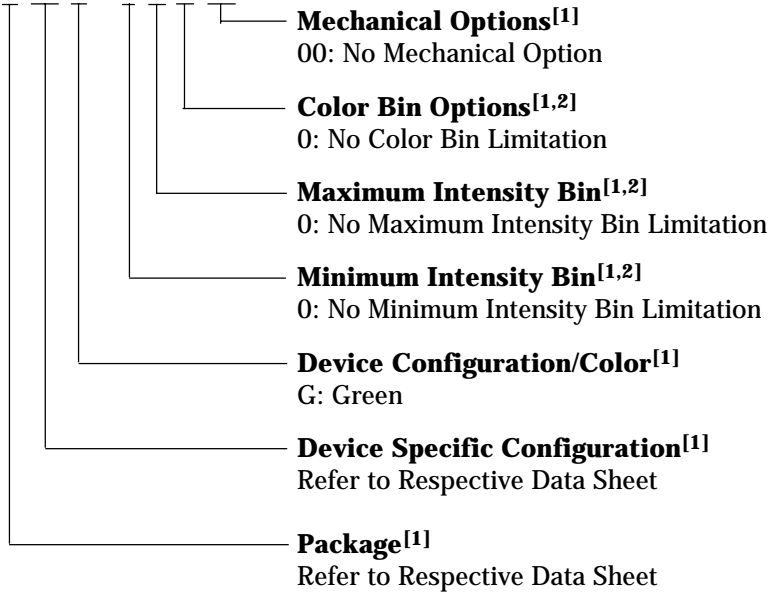 Mechanical Options[1]
00: No Mechanical Option
Color Bin Options[1,2]
0: No Color Bin Limitation
Maximum Intensity Bin[1,2]
0: No Maximum Intensity Bin Limitation
Minimum Intensity Bin[1,2]
0: No Minimum Intensity Bin Limitation
Device Configuration/Color[1]
G: Green
Device Specific Configuration[1]
Refer to Respective Data Sheet
Package[1]
Refer to Respective Data Sheet